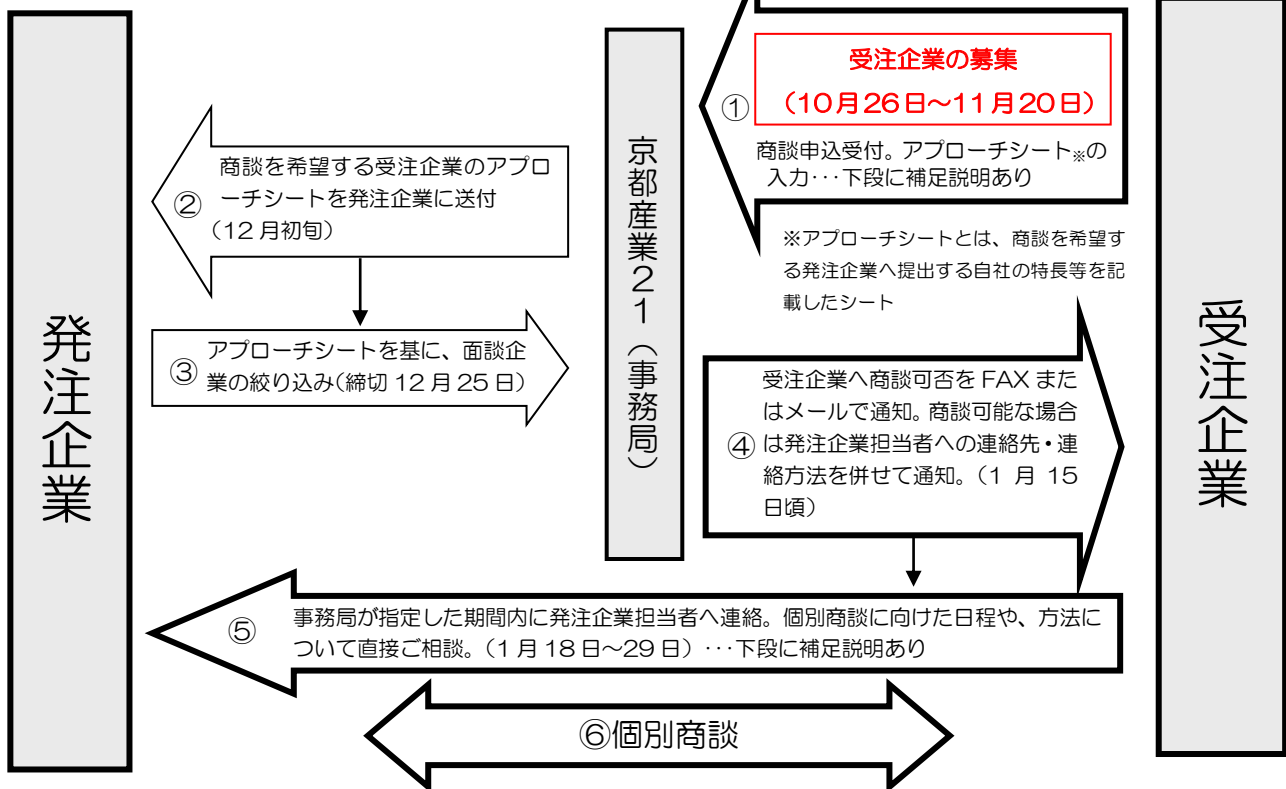 発注企業
京都産業21（事務局）
受注企業
受注企業の募集
（10月26日～11月20日）
①
商談申込受付。アプローチシート※の
入力･･･下段に補足説明あり
※アプローチシートとは、商談を希望す
る発注企業へ提出する自社の特長等を記
載したシート
②
商談を希望する受注企業のアプロ
ーチシートを発注企業に送付
（12月初旬）
③
アプローチシートを基に、面談企
業の絞り込み（締切12月25日）
④
受注企業へ商談可否をFAXまた
はメールで通知。商談可能な場合
は発注企業担当者への連絡先・連
絡方法を併せて通知。（1月15
日頃）
⑤
事務局が指定した期間内に発注企業担当者へ連絡。個別商談に向けた日程や、方法に
ついて直接ご相談。（1月18日～29日）･･･下段に補足説明あり
⑥個別商談